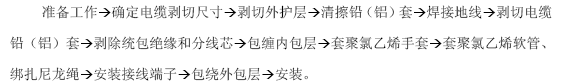 准备工作→确定电缆剥切尺寸→剥切外护层→清擦铅（铝）套→焊接地线→剥切电缆
铅（铝）套→剥除统包绝缘和分线芯→包缠内包层→套聚氯乙烯手套→套聚氯乙烯软管、
绑扎尼龙绳→安装接线端子→包绕外包层→安装。